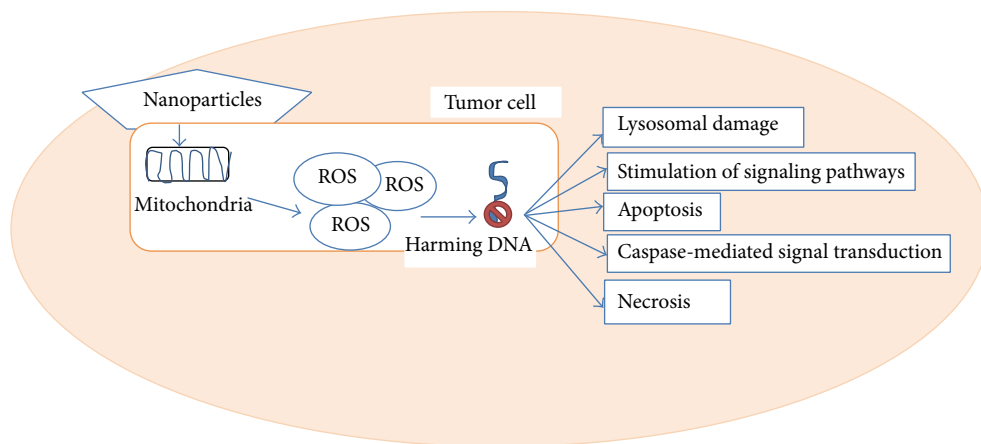 Nanoparticles
Tumor cell
Mitochondria
ROS
ROS
ROS
Harming DNA
Lysosomal damage
Stimulation of signaling pathways
Apoptosis
Caspase-mediated signal transduction
Necrosis